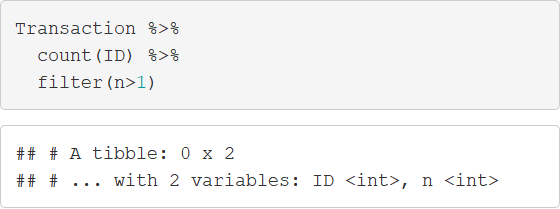 Transaction %>%
  count(ID) %>%
  filter(n>1)
## # A tibble: 0 x 2
## # ... with 2 variables: ID <int>, n <int>